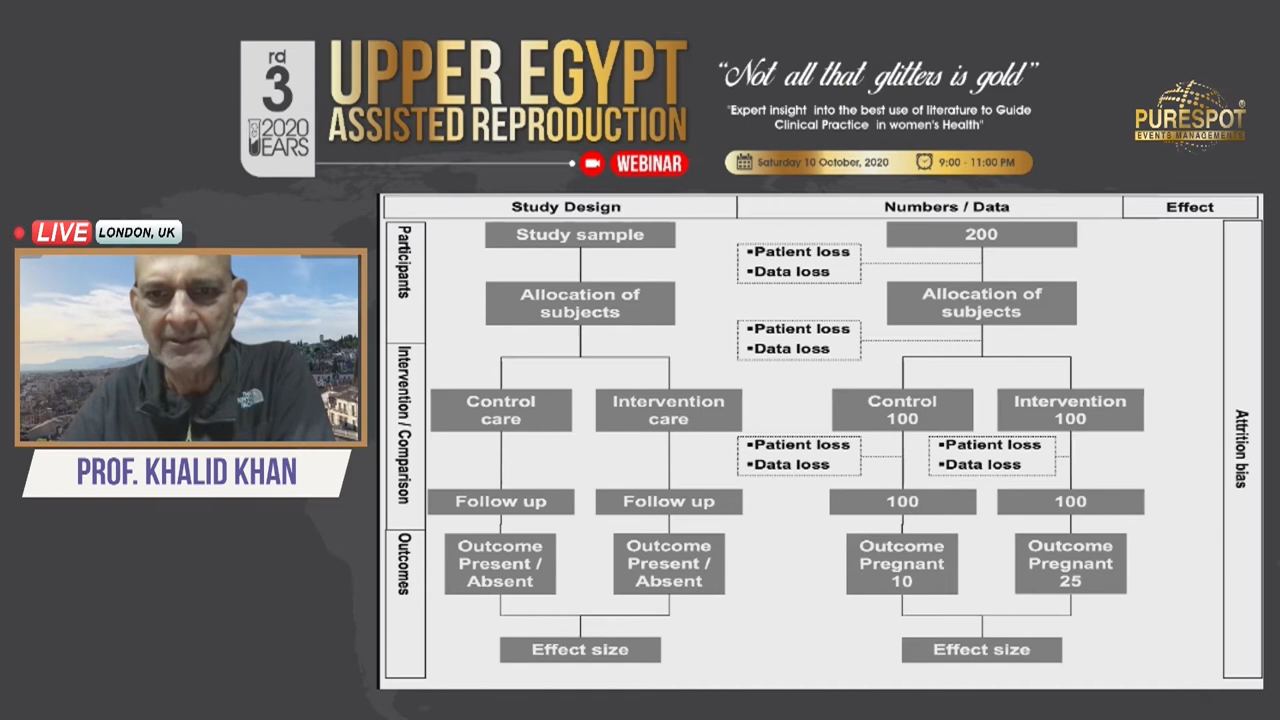 3
rd
2020
YEARS
UPPER EGYPT
ASSISTED REPRODUCTION
WEBINAR
“Not all that glitters is gold”
"Expert insight into the best use of literature to Guide
Clinical Practice in women's Health"
Saturday 10 October, 2020
9:00 - 11:00 PM
PURESPOT®
EVENTS MANAGEMENTS
LIVE
LONDON, UK
THE
NORTH
FACE
PROF. KHALID KHAN
Study Design
Numbers / Data
Effect
Participants
Study sample
Allocation of
subjects
200
▪Patient loss
▪Data loss
Allocation of
subjects
▪Patient loss
▪Data loss
Intervention / Comparison
Control
care
Intervention
care
Control
100
Intervention
100
▪Patient loss
▪Data loss
▪Patient loss
▪Data loss
Follow up
Follow up
100
100
Outcomes
Outcome
Present /
Absent
Outcome
Present /
Absent
Outcome
Pregnant
10
Outcome
Pregnant
25
Effect size
Effect size
Attrition bias